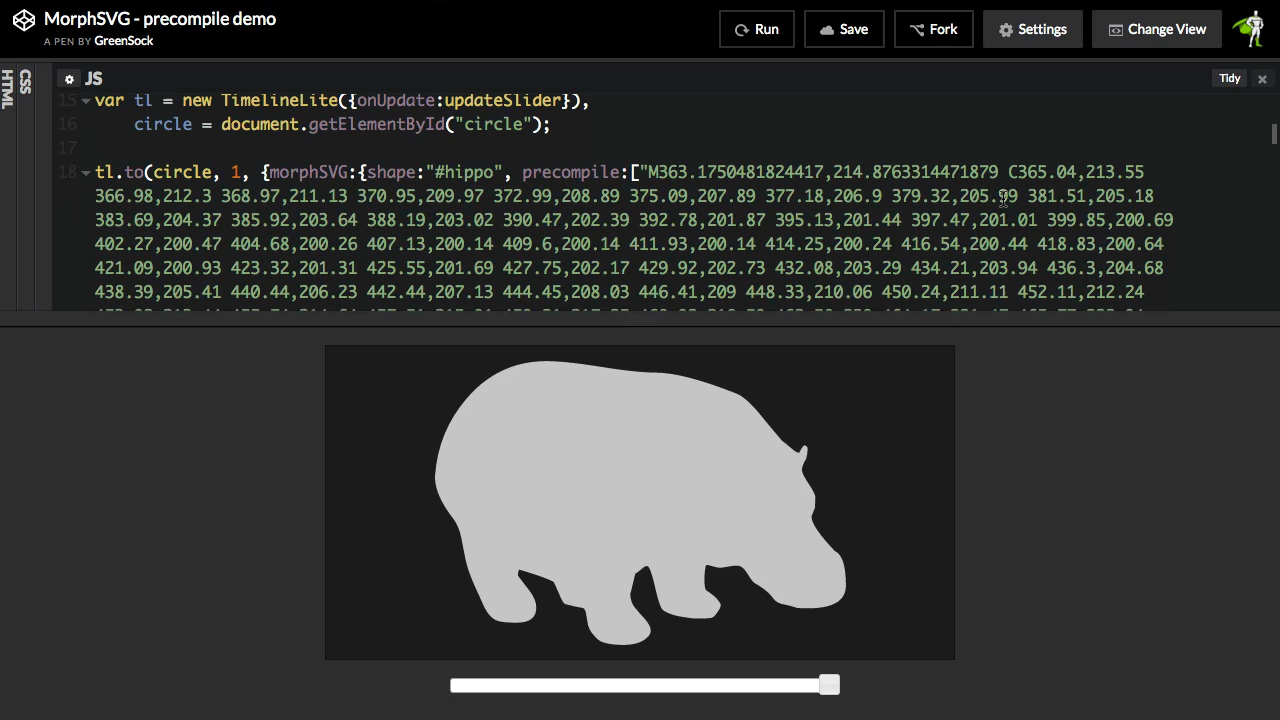 MorphSVG - precompile demo
A PEN BY GreenSock
Run
Save
Fork
Settings
Change View
HTML
CSS
JS
Tidy
15 var tl = new TimelineLite({onUpdate:updateSlider}),
16 circle = document.getElementById("circle");
17
18 tl.to(circle, 1, {morphSVG:{shape:"#hippo", precompile:["M363.1750481824417,214.8763314471879 C365.04,213.55
366.98,212.3 368.97,211.13 370.95,209.97 372.99,208.89 375.09,207.89 377.18,206.9 379.32,205.99 381.51,205.18
383.69,204.37 385.92,203.64 388.19,203.02 390.47,202.39 392.78,201.87 395.13,201.44 397.47,201.01 399.85,200.69
402.27,200.47 404.68,200.26 407.13,200.14 409.6,200.14 411.93,200.14 414.25,200.24 416.54,200.44 418.83,200.64
421.09,200.93 423.32,201.31 425.55,201.69 427.75,202.17 429.92,202.73 432.08,203.29 434.21,203.94 436.3,204.68
438.39,205.41 440.44,206.23 442.44,207.13 444.45,208.03 446.41,209 448.33,210.06 450.24,211.11 452.11,212.24